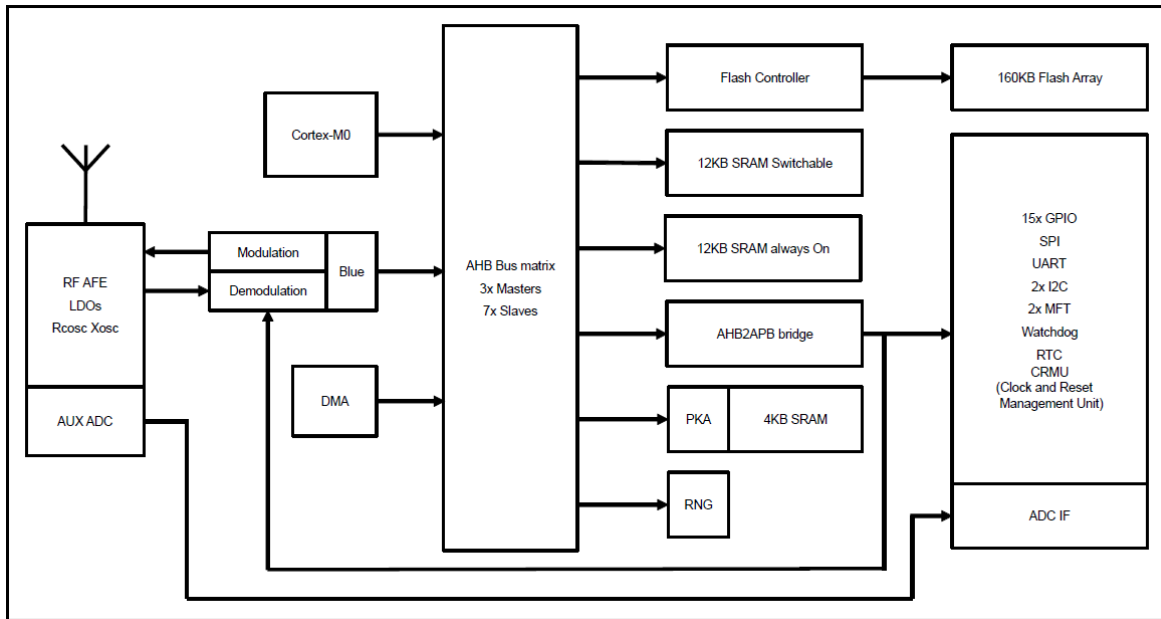 Cortex-M0
RF AFE
LDOs
Rcosc Xosc
AUX ADC
Modulation
Demodulation
Blue
DMA
AHB Bus matrix
3x Masters
7x Slaves
Flash Controller
160KB Flash Array
12KB SRAM Switchable
12KB SRAM always On
AHB2APB bridge
PKA
4KB SRAM
RNG
15x GPIO
SPI
UART
2x I2C
2x MFT
Watchdog
RTC
CRMU
(Clock and Reset
Management Unit)
ADC IF